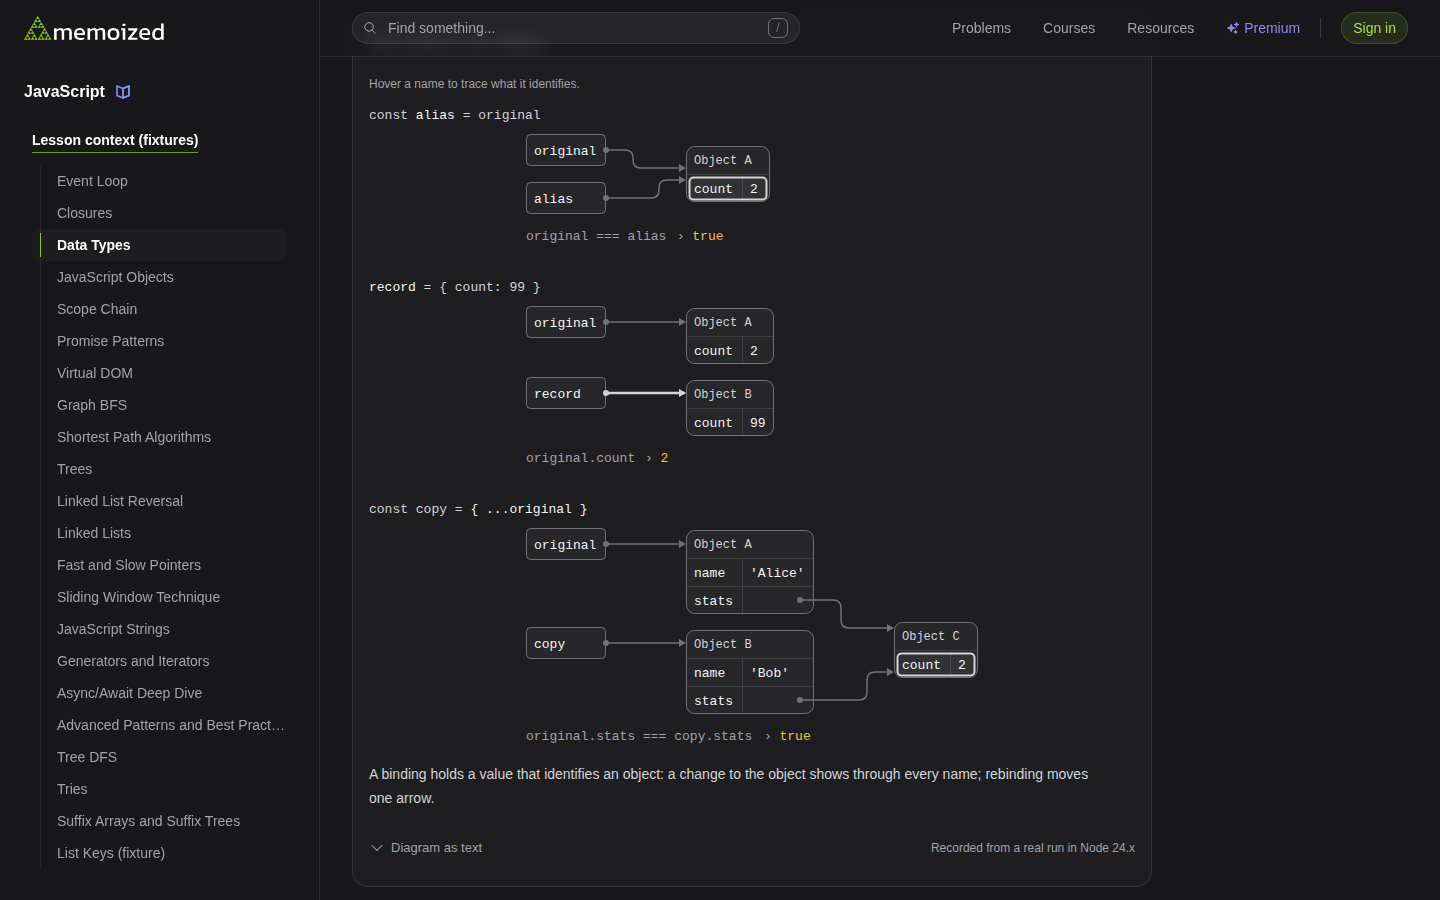 memoized
Find something...
/
Problems
Courses
Resources
Premium
Sign in
JavaScript
Lesson context (fixtures)
Event Loop
Closures
Data Types
JavaScript Objects
Scope Chain
Promise Patterns
Virtual DOM
Graph BFS
Shortest Path Algorithms
Trees
Linked List Reversal
Linked Lists
Fast and Slow Pointers
Sliding Window Technique
JavaScript Strings
Generators and Iterators
Async/Await Deep Dive
Advanced Patterns and Best Pract…
Tree DFS
Tries
Suffix Arrays and Suffix Trees
List Keys (fixture)
Hover a name to trace what it identifies.
const alias = original
original
Object A
count 2
alias
original === alias › true
record = { count: 99 }
original
Object A
count 2
record
Object B
count 99
original.count › 2
const copy = { ...original }
original
Object A
name 'Alice'
stats
copy
Object B
name 'Bob'
stats
Object C
count 2
original.stats === copy.stats › true
A binding holds a value that identifies an object: a change to the object shows through every name; rebinding moves
one arrow.
Diagram as text
Recorded from a real run in Node 24.x